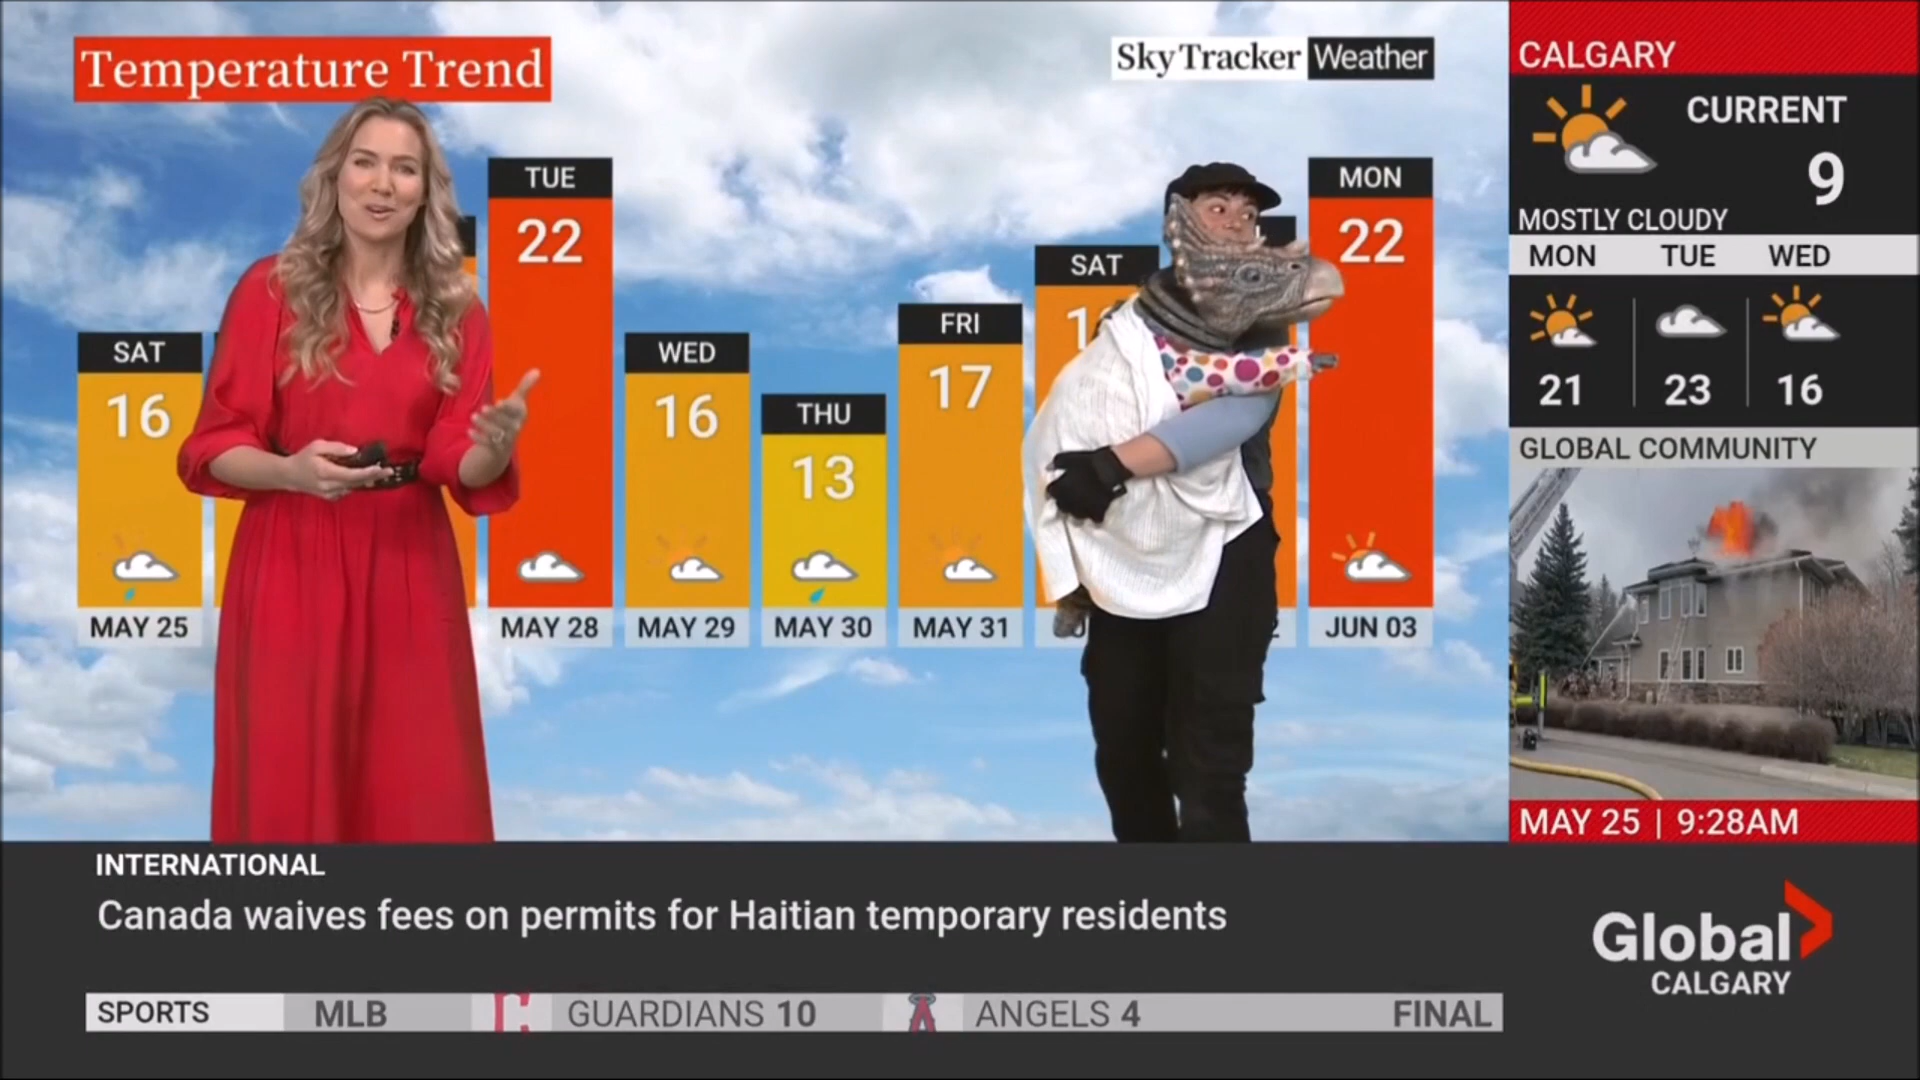 Temperature Trend
SkyTracker Weather
SAT
16
MAY 25
TUE
22
MAY 28
WED
16
MAY 29
THU
13
MAY 30
FRI
17
MAY 31
SAT
MON
22
JUN 03
CALGARY
CURRENT
9
MOSTLY CLOUDY
MON TUE WED
21 23 16
GLOBAL COMMUNITY
MAY 25 | 9:28AM
INTERNATIONAL
Canada waives fees on permits for Haitian temporary residents
Global
CALGARY
SPORTS MLB C GUARDIANS 10 A ANGELS 4 FINAL